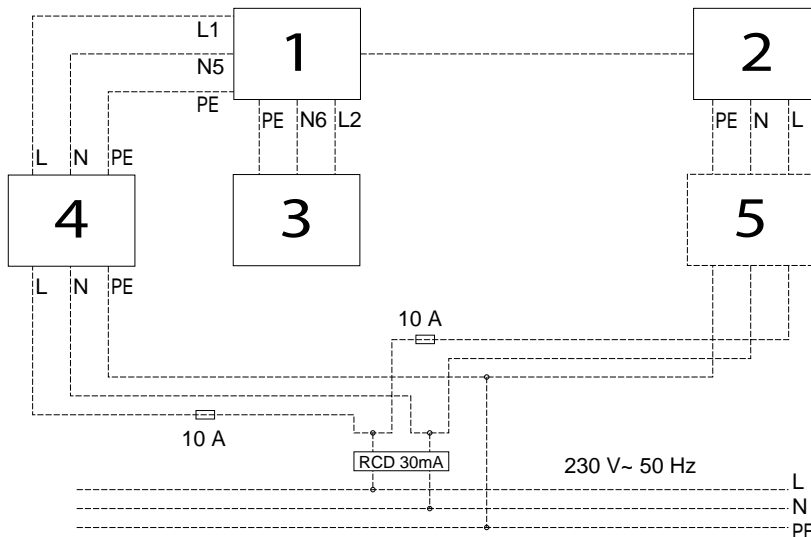 L1
1
2
N5
PE
PE N6 L2
PE N L
L N PE
4
3
5
L N PE
10 A
10 A
RCD 30mA
230 V~ 50 Hz
L
N
PE